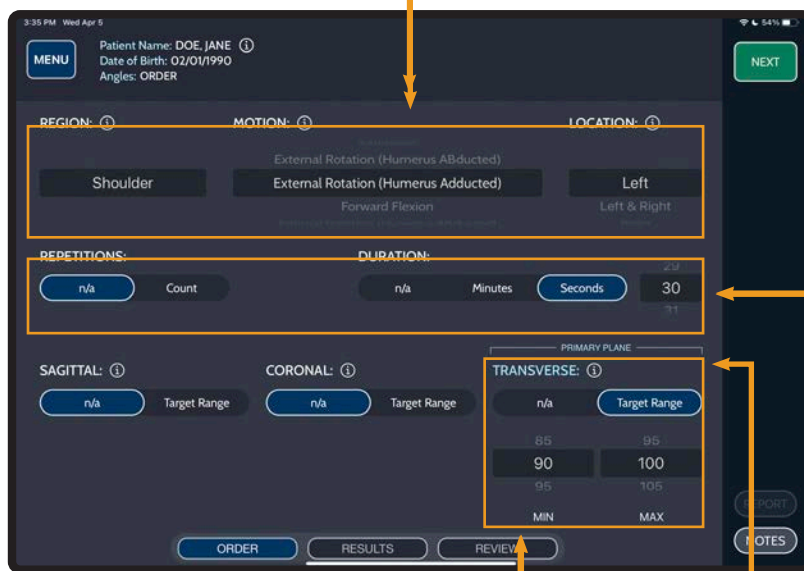 3:35 PM Wed Apr 5
54%
MENU
Patient Name: DOE, JANE
Date of Birth: 02/01/1990
Angles: ORDER
NEXT
REGION: MOTION: LOCATION:
External Rotation (Humerus ABducted)
Shoulder External Rotation (Humerus Adducted) Left
Forward Flexion Left & Right
REPETITIONS: DURATION:
29
n/a Count n/a Minutes Seconds 30
31
PRIMARY PLANE
SAGITTAL: CORONAL: TRANSVERSE:
n/a Target Range n/a Target Range n/a Target Range
85 95
90 100
95 105
MIN MAX
REPORT
ORDER RESULTS REVIEW NOTES